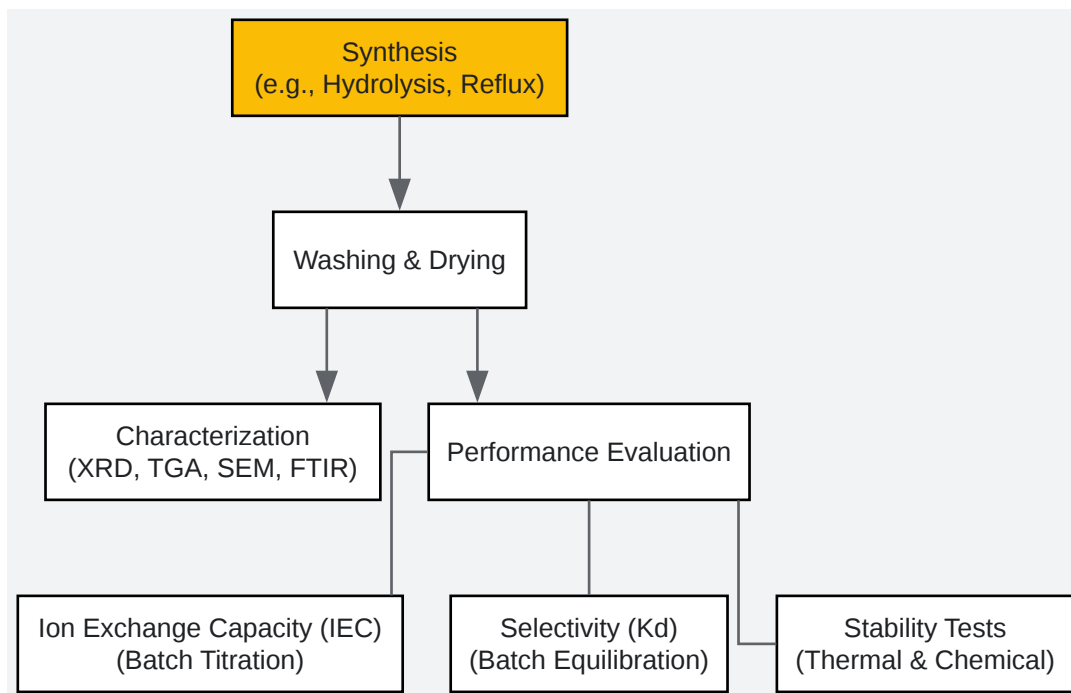 Synthesis
(e.g., Hydrolysis, Reflux)
Washing & Drying
Characterization
(XRD, TGA, SEM, FTIR)
Performance Evaluation
Ion Exchange Capacity (IEC)
(Batch Titration)
Selectivity (Kd)
(Batch Equilibration)
Stability Tests
(Thermal & Chemical)